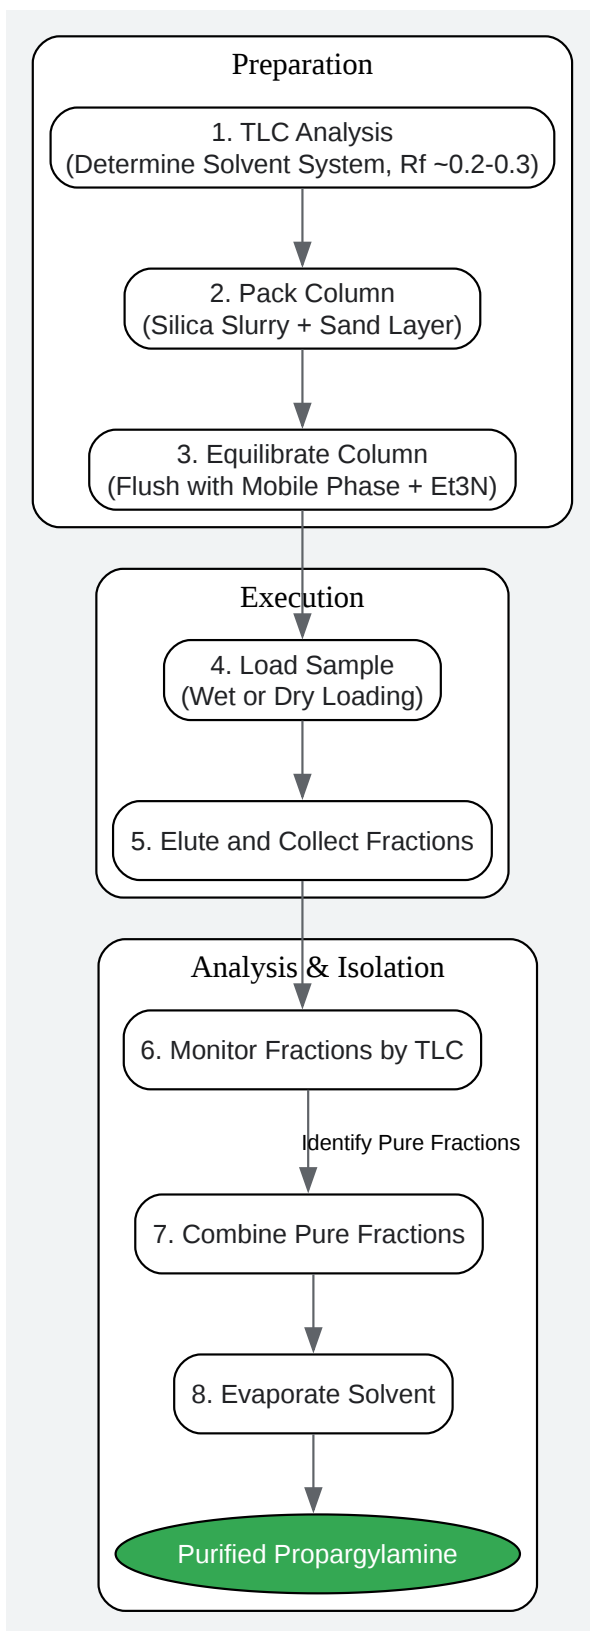 Preparation
1. TLC Analysis
(Determine Solvent System, Rf ~0.2-0.3)
2. Pack Column
(Silica Slurry + Sand Layer)
3. Equilibrate Column
(Flush with Mobile Phase + Et3N)
Execution
4. Load Sample
(Wet or Dry Loading)
5. Elute and Collect Fractions
Analysis & Isolation
6. Monitor Fractions by TLC
Identify Pure Fractions
7. Combine Pure Fractions
8. Evaporate Solvent
Purified Propargylamine